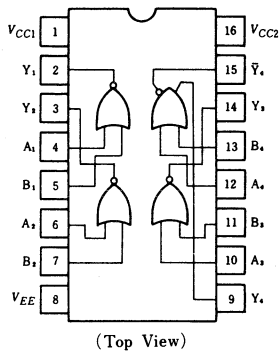 V_CC1 1 16 V_CC2
Y₁ 2 15 Ȳ₄
Y₂ 3 14 Y₃
A₁ 4 13 B₄
B₁ 5 12 A₄
A₂ 6 11 B₃
B₂ 7 10 A₃
V_EE 8 9 Y₄
(Top View)